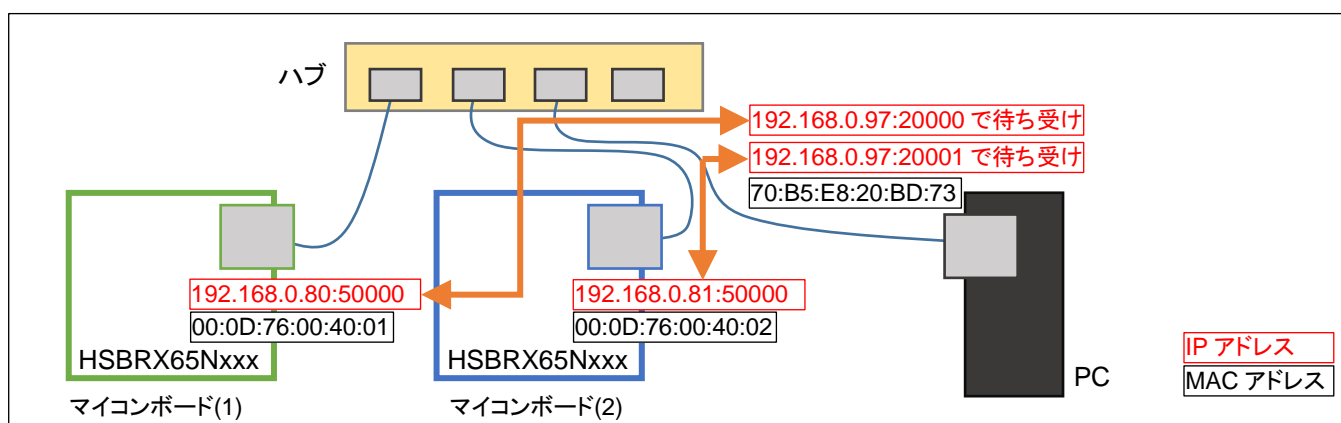 ハブ
192.168.0.97:20000 で待ち受け
192.168.0.97:20001 で待ち受け
70:B5:E8:20:BD:73
192.168.0.80:50000
00:0D:76:00:40:01
HSBRX65Nxxx
マイコンボード(1)
192.168.0.81:50000
00:0D:76:00:40:02
HSBRX65Nxxx
マイコンボード(2)
PC
IP アドレス
MAC アドレス